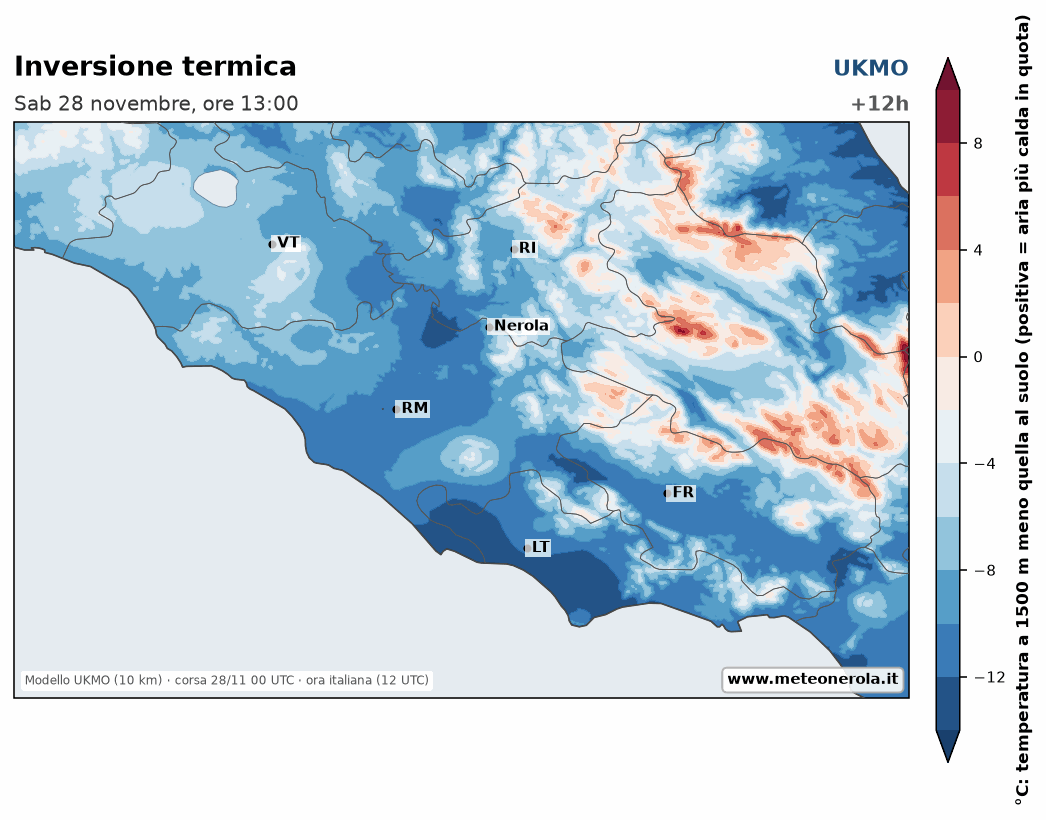 Inversione termica
UKMO
Sab 28 novembre, ore 13:00
+12h
VT
RI
Nerola
RM
FR
LT
Modello UKMO (10 km) · corsa 28/11 00 UTC · ora italiana (12 UTC)
www.meteonerola.it
8
4
0
−4
−8
−12
°C: temperatura a 1500 m meno quella al suolo (positiva = aria più calda in quota)